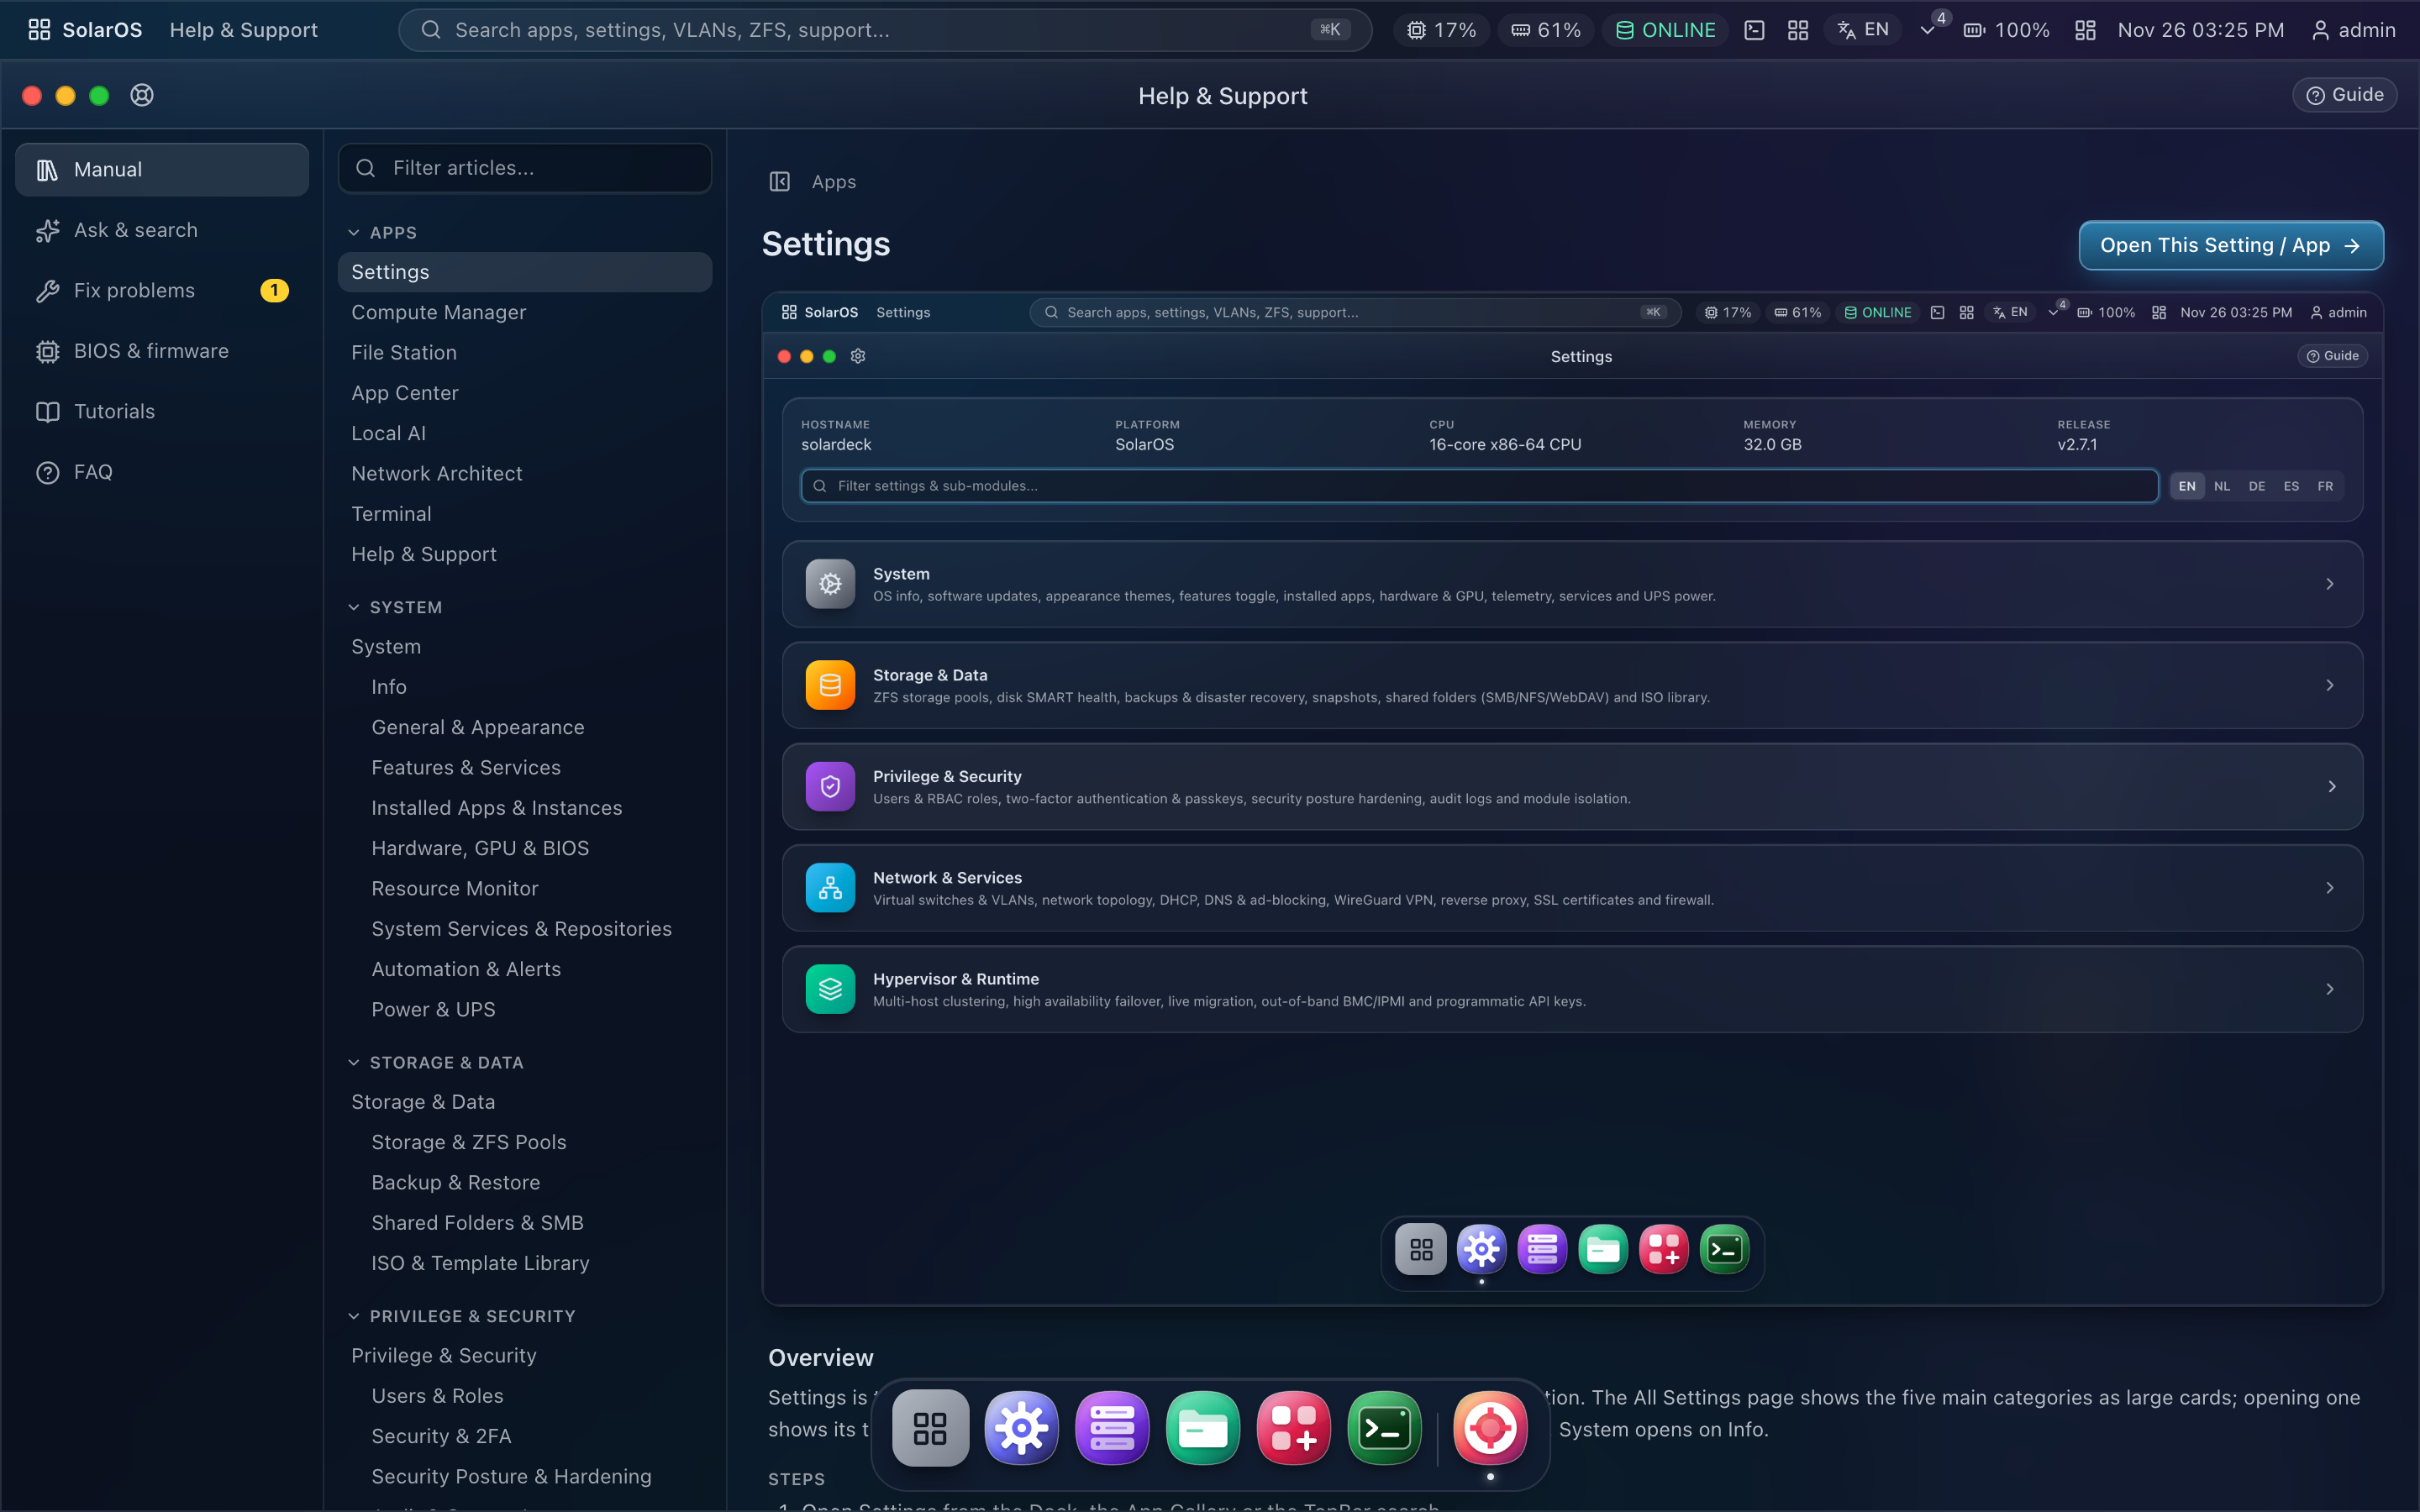 SolarOS Help & Support Search apps, settings, VLANs, ZFS, support... ⌘K 17% 61% ONLINE EN 4 100% Nov 26 03:25 PM admin
Help & Support Guide
Manual
Ask & search
Fix problems 1
BIOS & firmware
Tutorials
FAQ
Filter articles...
APPS
Settings
Compute Manager
File Station
App Center
Local AI
Network Architect
Terminal
Help & Support
SYSTEM
System
Info
General & Appearance
Features & Services
Installed Apps & Instances
Hardware, GPU & BIOS
Resource Monitor
System Services & Repositories
Automation & Alerts
Power & UPS
STORAGE & DATA
Storage & Data
Storage & ZFS Pools
Backup & Restore
Shared Folders & SMB
ISO & Template Library
PRIVILEGE & SECURITY
Privilege & Security
Users & Roles
Security & 2FA
Security Posture & Hardening
Apps
Settings Open This Setting / App
SolarOS Settings Search apps, settings, VLANs, ZFS, support... ⌘K 17% 61% ONLINE EN 4 100% Nov 26 03:25 PM admin
Settings Guide
HOSTNAME PLATFORM CPU MEMORY RELEASE
solardeck SolarOS 16-core x86-64 CPU 32.0 GB v2.7.1
Filter settings & sub-modules... EN NL DE ES FR
System
OS info, software updates, appearance themes, features toggle, installed apps, hardware & GPU, telemetry, services and UPS power.
Storage & Data
ZFS storage pools, disk SMART health, backups & disaster recovery, snapshots, shared folders (SMB/NFS/WebDAV) and ISO library.
Privilege & Security
Users & RBAC roles, two-factor authentication & passkeys, security posture hardening, audit logs and module isolation.
Network & Services
Virtual switches & VLANs, network topology, DHCP, DNS & ad-blocking, WireGuard VPN, reverse proxy, SSL certificates and firewall.
Hypervisor & Runtime
Multi-host clustering, high availability failover, live migration, out-of-band BMC/IPMI and programmatic API keys.
Overview
Settings is tion. The All Settings page shows the five main categories as large cards; opening one
shows its t System opens on Info.
STEPS
1. Open Settings from the Dock, the App Gallery or the TopBar search